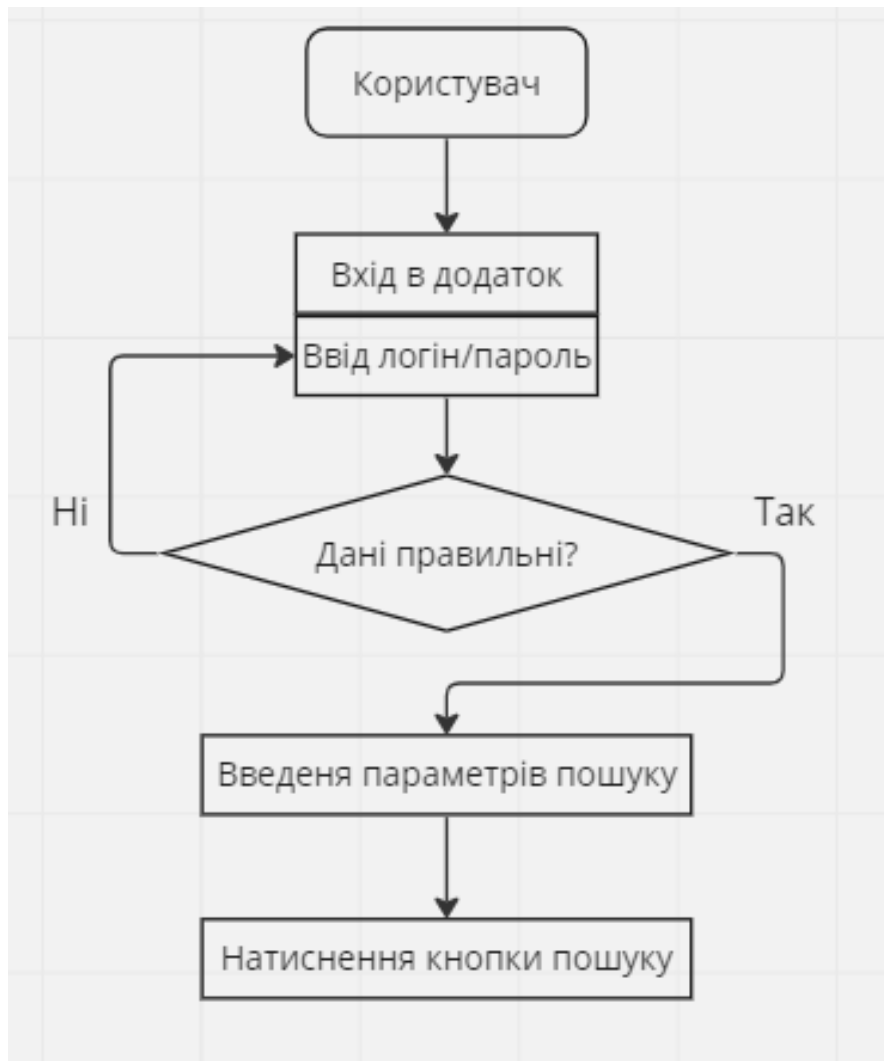 Користувач
Вхід в додаток
Ввід логін/пароль
Ні
Так
Дані правильні?
Введеня параметрів пошуку
Натиснення кнопки пошуку